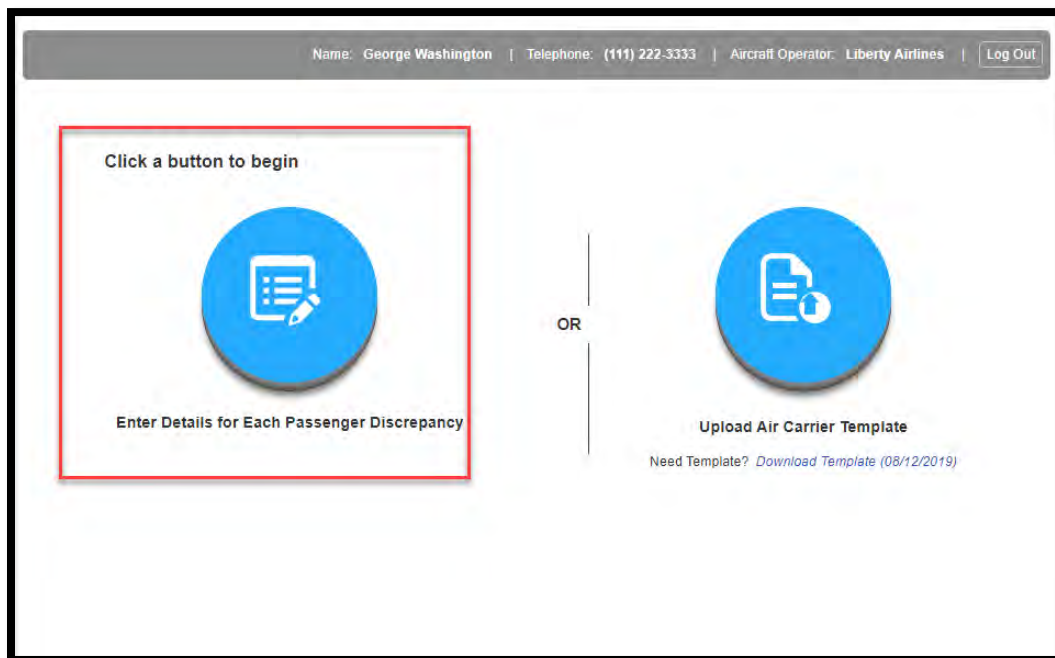 Name: George Washington | Telephone: (111) 222-3333 | Aircraft Operator: Liberty Airlines | Log Out
Click a button to begin
Enter Details for Each Passenger Discrepancy
OR
Upload Air Carrier Template
Need Template? Download Template (08/12/2019)